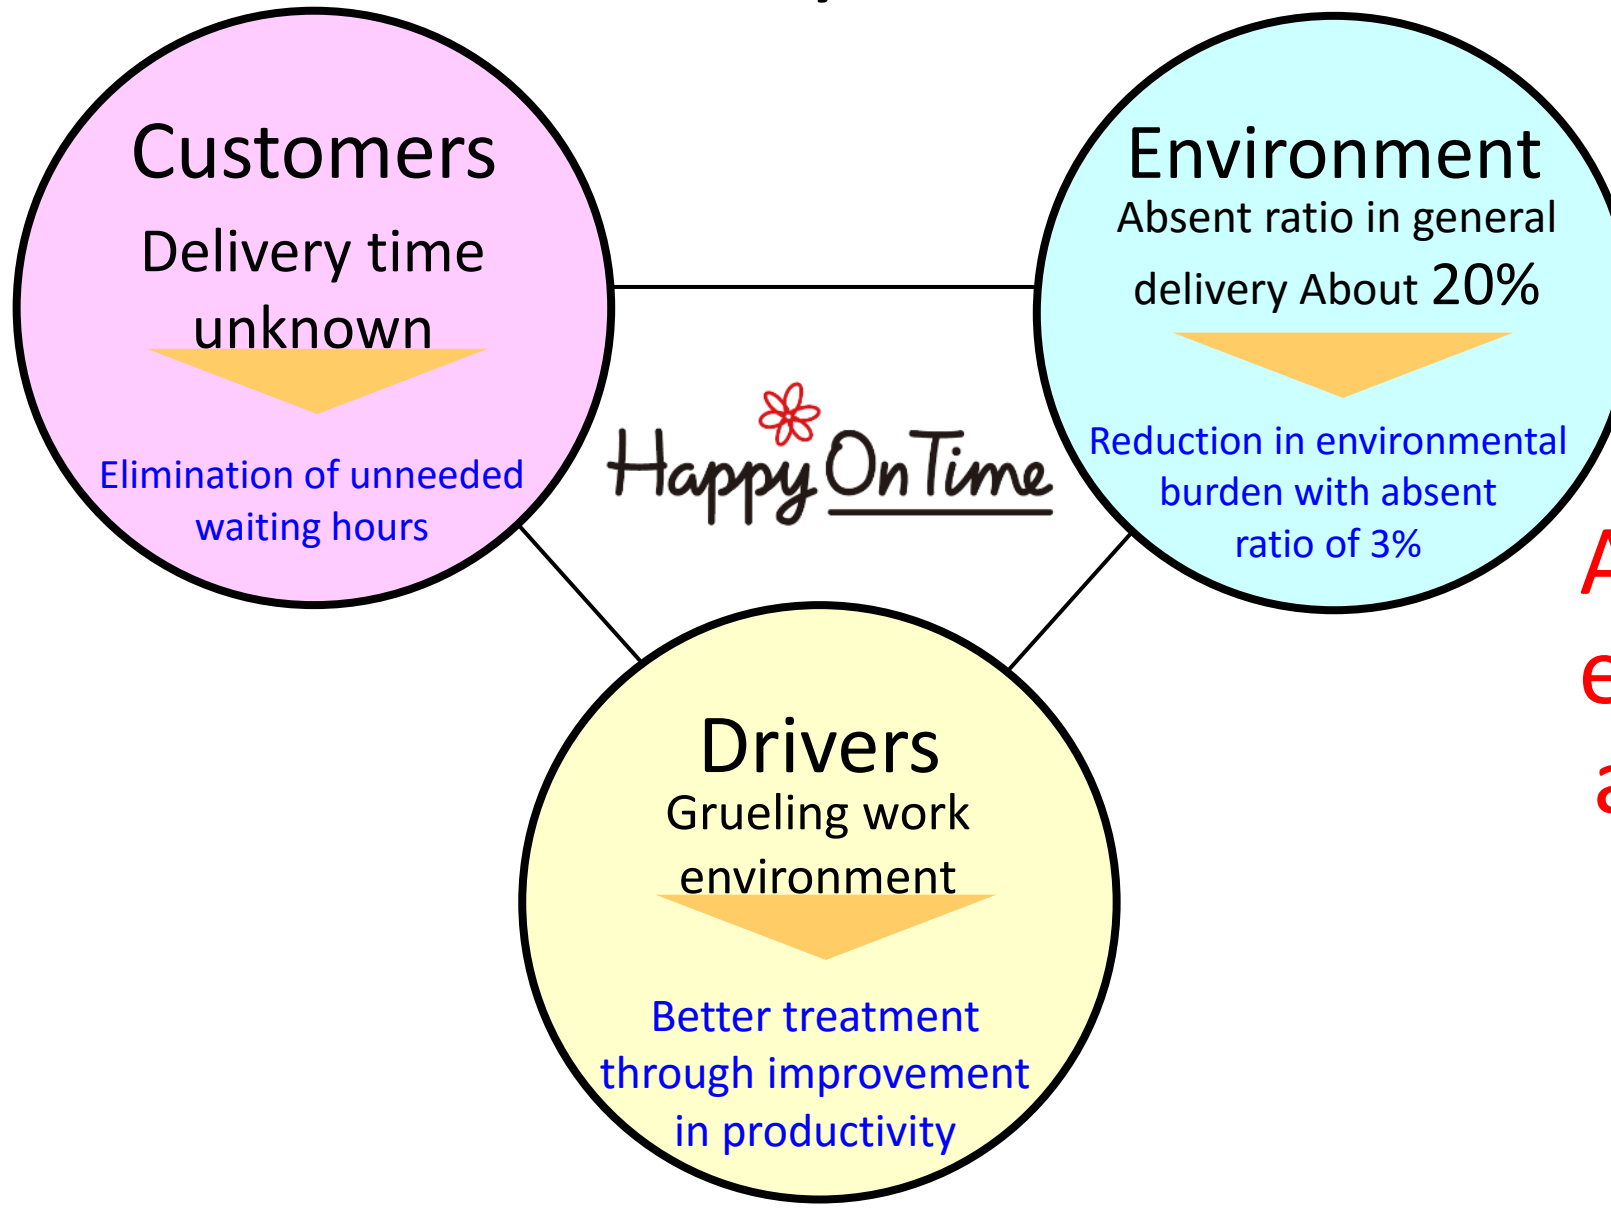 Customers
Delivery time
unknown
Elimination of unneeded
waiting hours
Environment
Absent ratio in general
delivery About 20%
Reduction in environmental
burden with absent
ratio of 3%
Happy On Time
Drivers
Grueling work
environment
Better treatment
through improvement
in productivity